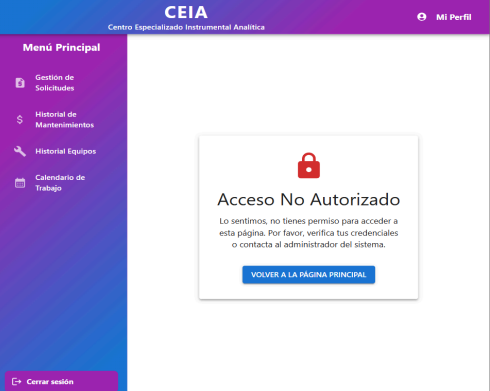 CEIA
Centro Especializado Instrumental Analítica
Mi Perfil
Menú Principal
Gestión de
Solicitudes
Historial de
Mantenimientos
Historial Equipos
Calendario de
Trabajo
Acceso No Autorizado
Lo sentimos, no tienes permiso para acceder a
esta página. Por favor, verifica tus credenciales
o contacta al administrador del sistema.
VOLVER A LA PÁGINA PRINCIPAL
Cerrar sesión